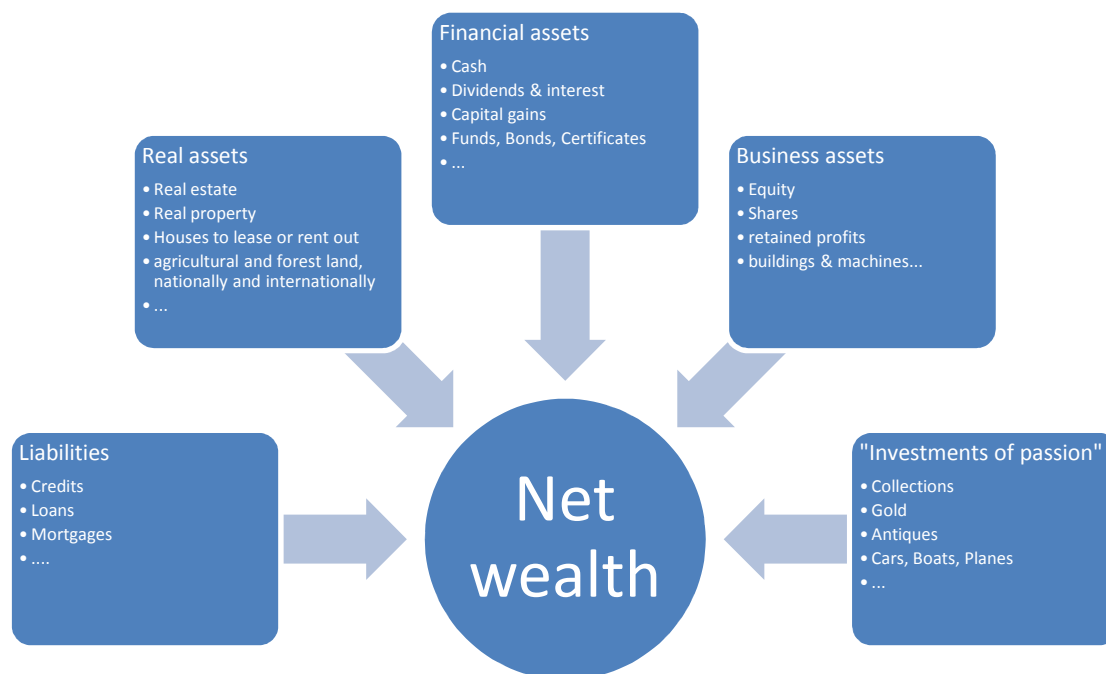 Financial assets
• Cash
• Dividends & interest
• Capital gains
• Funds, Bonds, Certificates
• ...
Real assets
• Real estate
• Real property
• Houses to lease or rent out
• agricultural and forest land,
nationally and internationally
• ...
Business assets
• Equity
• Shares
• retained profits
• buildings & machines...
Liabilities
• Credits
• Loans
• Mortgages
• ....
"Investments of passion"
• Collections
• Gold
• Antiques
• Cars, Boats, Planes
• ...
Net
wealth